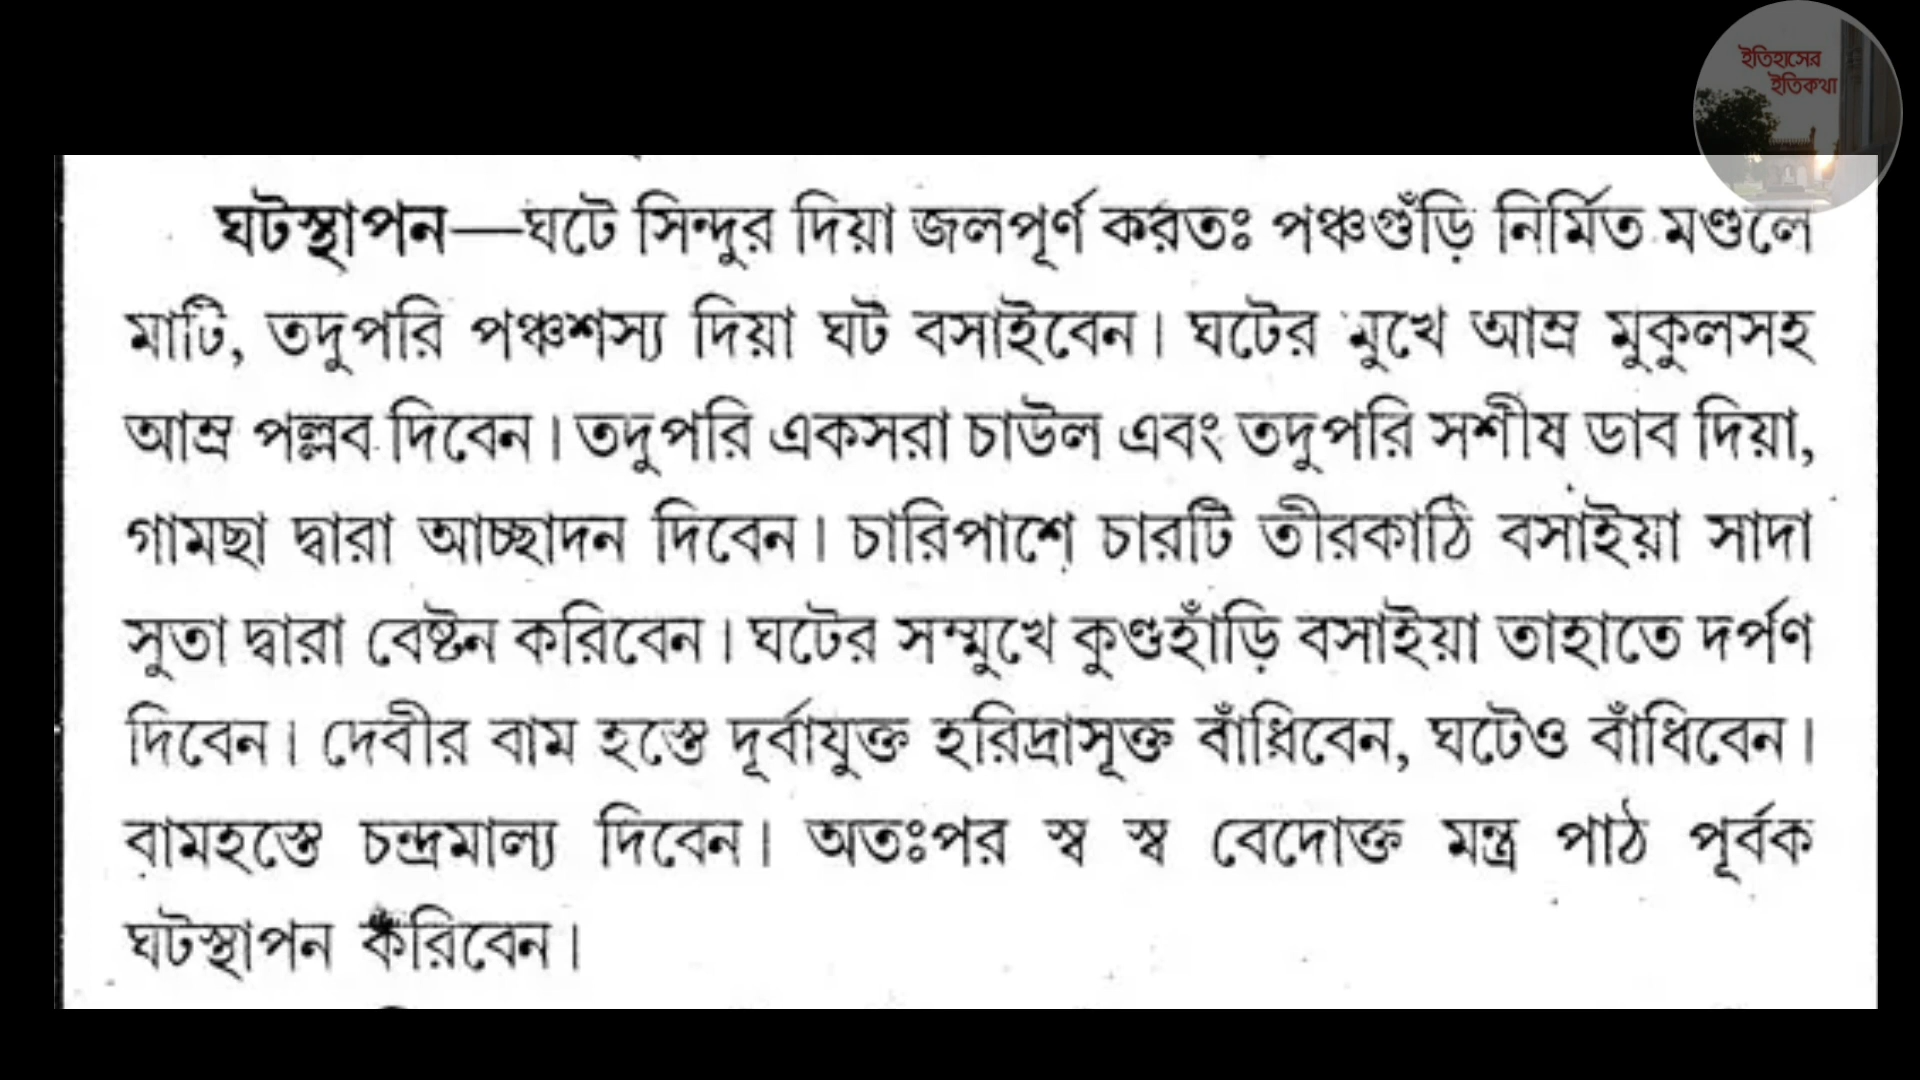 ইতিহাসের
ইতিকথা
ঘটস্থাপন—ঘটে সিন্দুর দিয়া জলপূর্ণ করতঃ পঞ্চগুঁড়ি নির্মিত মণ্ডলে
মাটি, তদুপরি পঞ্চশস্য দিয়া ঘট বসাইবেন। ঘটের মুখে আম্র মুকুলসহ
আম্র পল্লব দিবেন। তদুপরি একসরা চাউল এবং তদুপরি সশীষ ডাব দিয়া,
গামছা দ্বারা আচ্ছাদন দিবেন। চারিপাশে চারটি তীরকাঠি বসাইয়া সাদা
সুতা দ্বারা বেষ্টন করিবেন। ঘটের সম্মুখে কুণ্ডহাঁড়ি বসাইয়া তাহাতে দর্পণ
দিবেন। দেবীর বাম হস্তে দূর্বাযুক্ত হরিদ্রাসূক্ত বাঁধিবেন, ঘটেও বাঁধিবেন।
বামহস্তে চন্দ্রমাল্য দিবেন। অতঃপর স্ব স্ব বেদোক্ত মন্ত্র পাঠ পূর্বক
ঘটস্থাপন করিবেন।